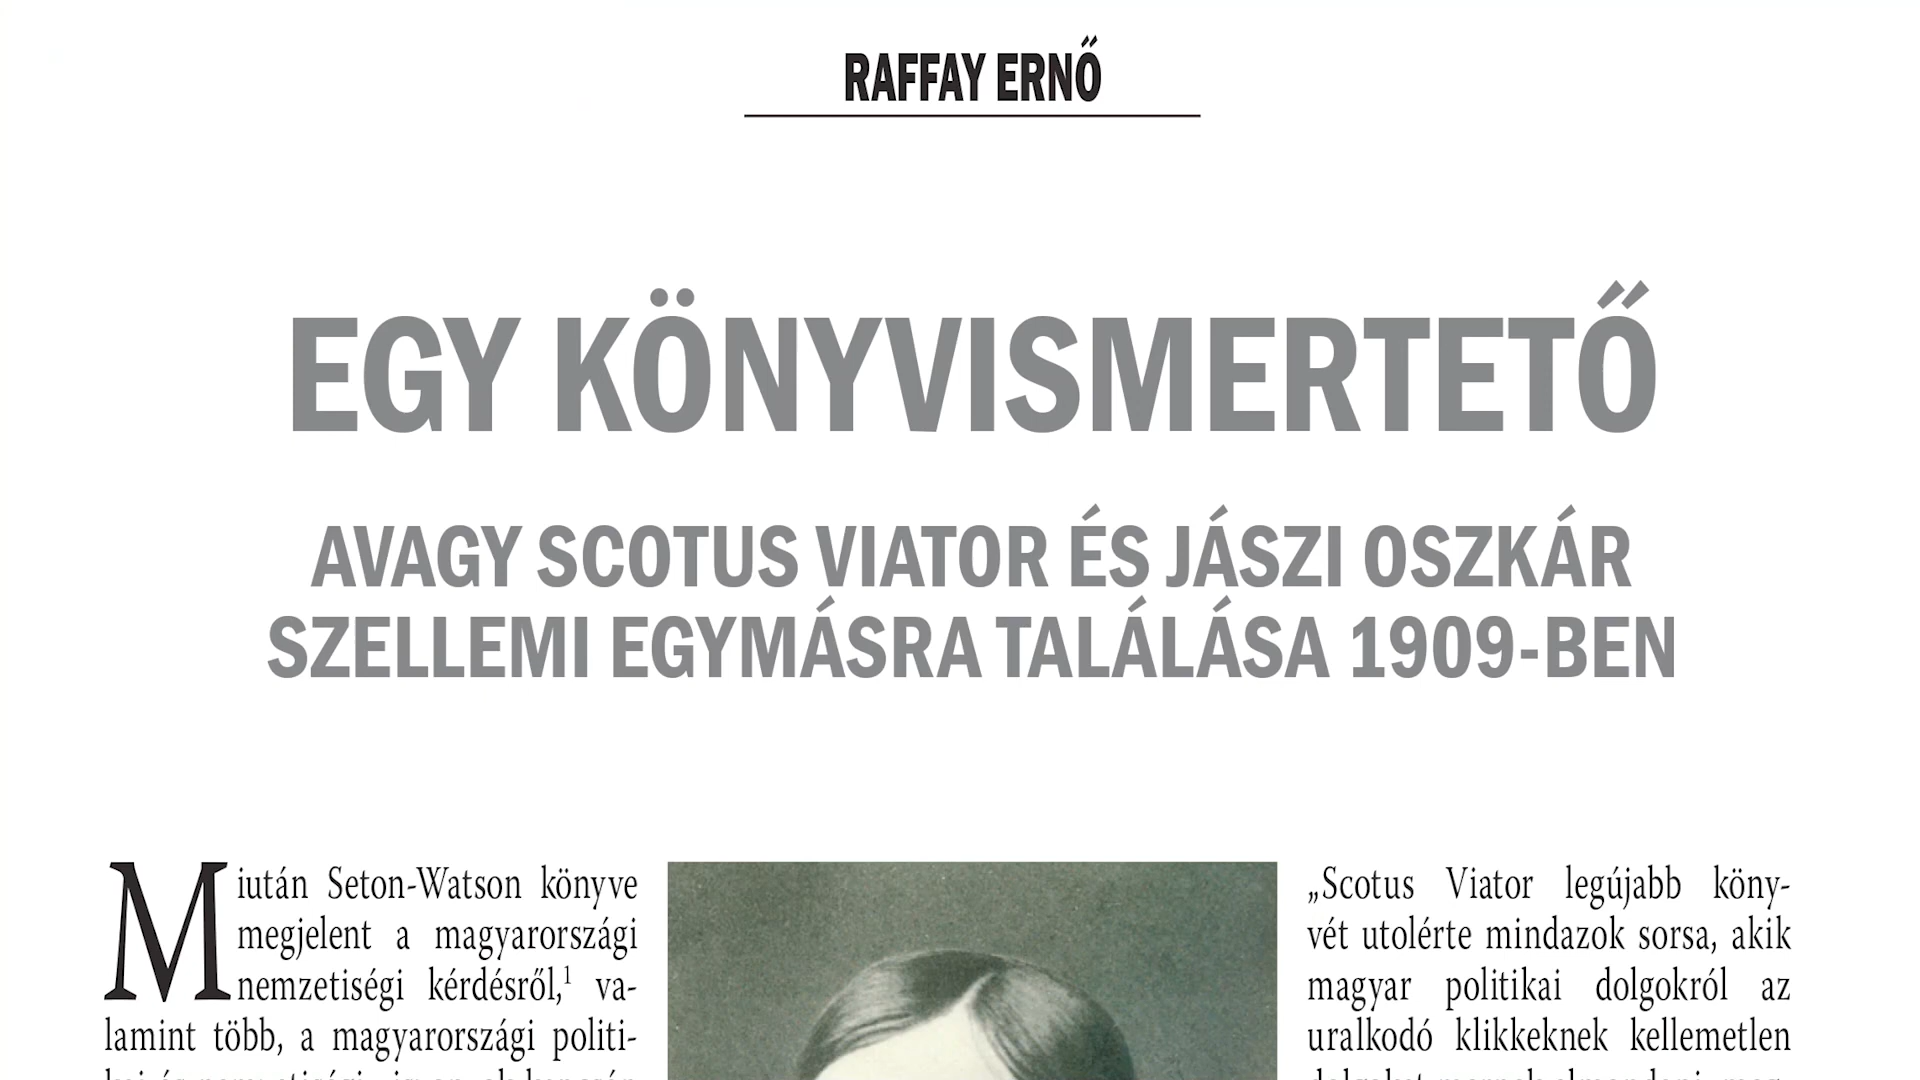 RAFFAY ERNŐ
EGY KÖNYVISMERTETŐ
AVAGY SCOTUS VIATOR ÉS JÁSZI OSZKÁR
SZELLEMI EGYMÁSRA TALÁLÁSA 1909-BEN
Miután Seton-Watson könyve
megjelent a magyarországi
nemzetiségi kérdésről,¹ va-
lamint több, a magyarországi politi-
„Scotus Viator legújabb köny-
vét utolérte mindazok sorsa, akik
magyar politikai dolgokról az
uralkodó klikkeknek kellemetlen